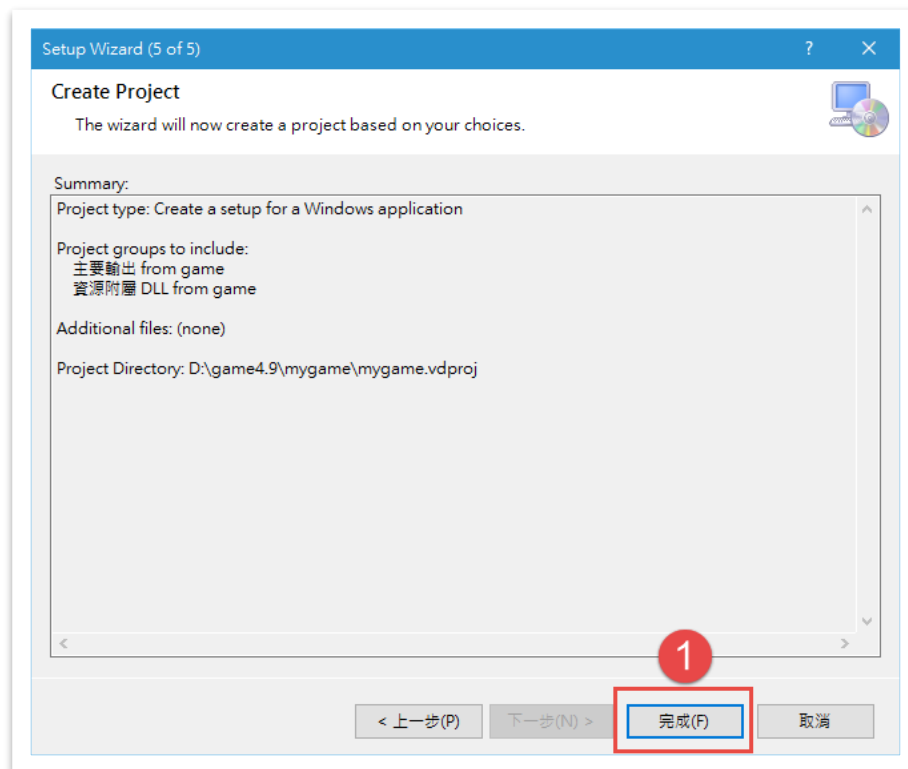 Setup Wizard (5 of 5)
Create Project
The wizard will now create a project based on your choices.
Summary:
Project type: Create a setup for a Windows application
Project groups to include:
主要輸出 from game
資源附屬 DLL from game
Additional files: (none)
Project Directory: D:\game4.9\mygame\mygame.vdproj
1
< 上一步(P) 下一步(N) > 完成(F) 取消